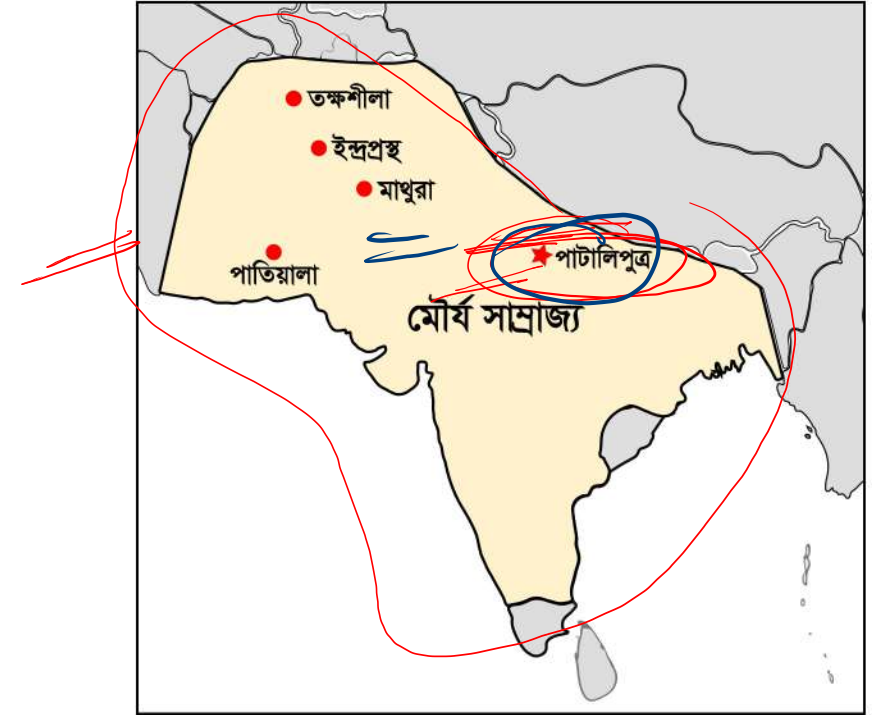 তক্ষশীলা
ইন্দ্রপ্রস্থ
মাথুরা
পাটালিপুত্র
পাতিয়ালা
মৌর্য সাম্রাজ্য